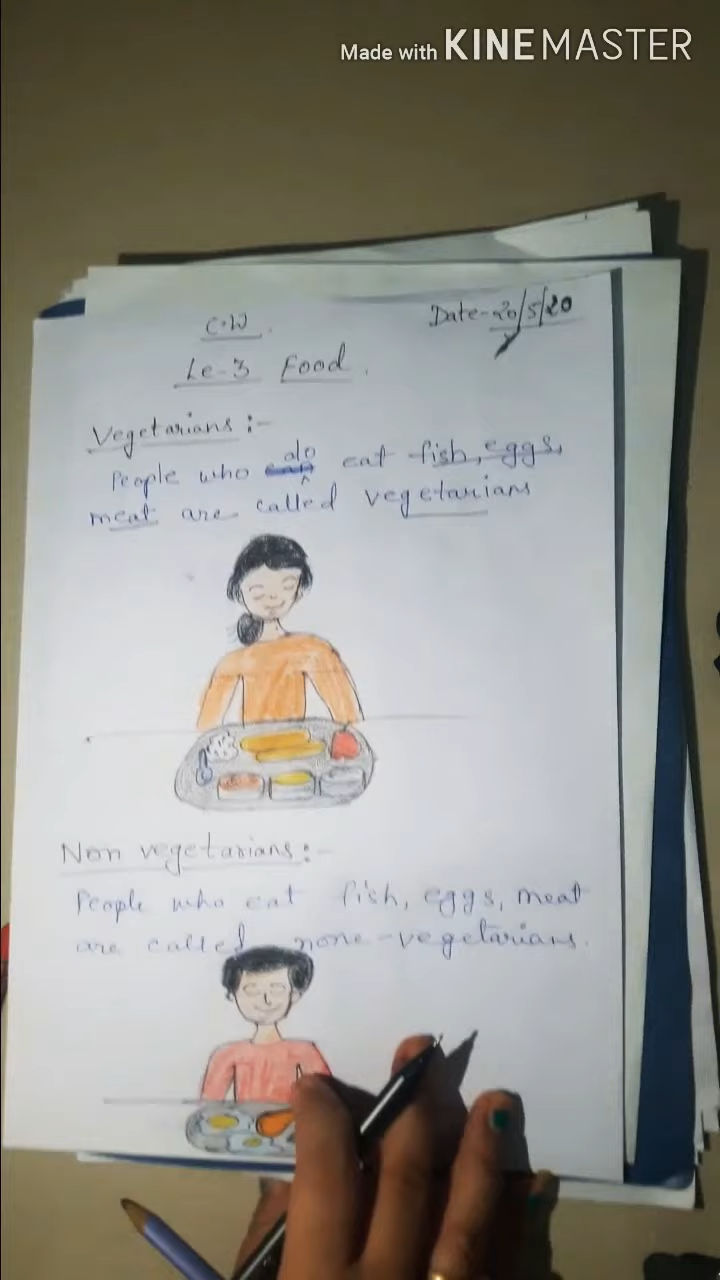 Made with KINEMASTER
C.W.
Date-20/5/20
Le-3 Food.
Vegetarians:-
do
People who eat fish, eggs,
meat are called vegetarians
Non vegetarians:-
People who eat fish, eggs, meat
are called none-vegetarians.